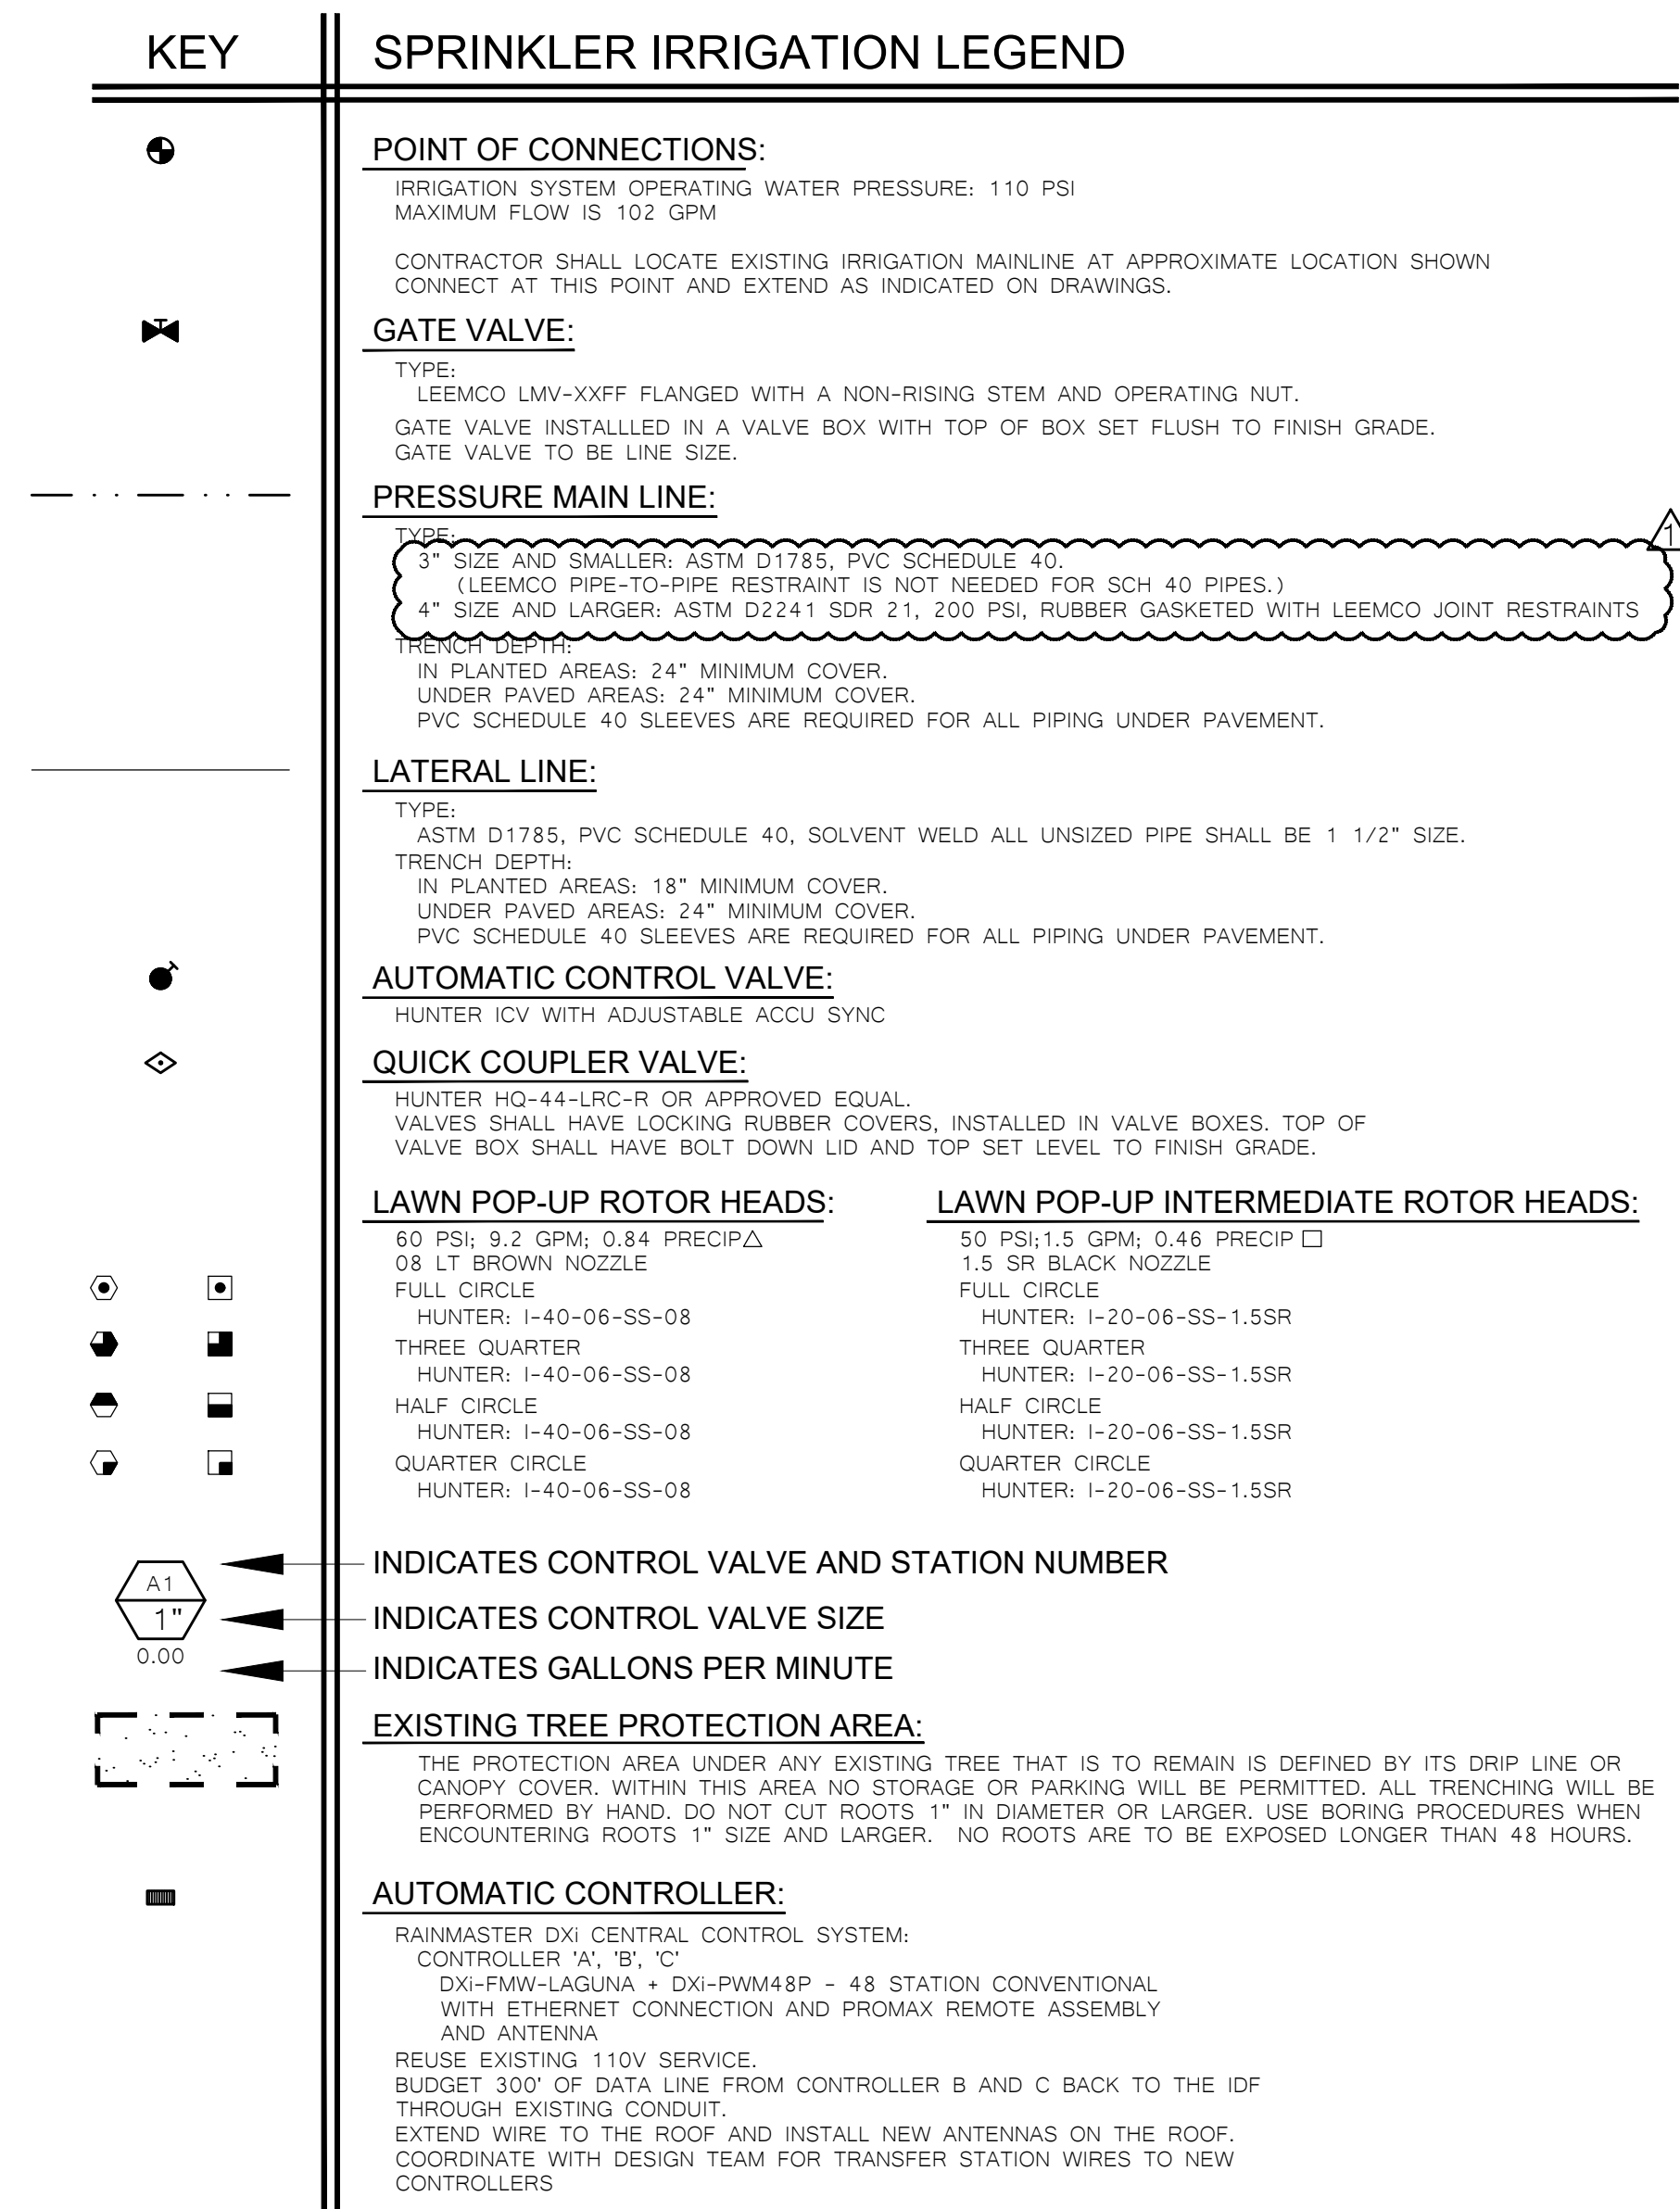 KEY
SPRINKLER IRRIGATION LEGEND
POINT OF CONNECTIONS:
IRRIGATION SYSTEM OPERATING WATER PRESSURE: 110 PSI
MAXIMUM FLOW IS 102 GPM
CONTRACTOR SHALL LOCATE EXISTING IRRIGATION MAINLINE AT APPROXIMATE LOCATION SHOWN
CONNECT AT THIS POINT AND EXTEND AS INDICATED ON DRAWINGS.
GATE VALVE:
TYPE:
LEEMCO LMV-XXFF FLANGED WITH A NON-RISING STEM AND OPERATING NUT.
GATE VALVE INSTALLLED IN A VALVE BOX WITH TOP OF BOX SET FLUSH TO FINISH GRADE.
GATE VALVE TO BE LINE SIZE.
PRESSURE MAIN LINE:
1
TYPE:
3" SIZE AND SMALLER: ASTM D1785, PVC SCHEDULE 40.
(LEEMCO PIPE-TO-PIPE RESTRAINT IS NOT NEEDED FOR SCH 40 PIPES.)
4" SIZE AND LARGER: ASTM D2241 SDR 21, 200 PSI, RUBBER GASKETED WITH LEEMCO JOINT RESTRAINTS
TRENCH DEPTH:
IN PLANTED AREAS: 24" MINIMUM COVER.
UNDER PAVED AREAS: 24" MINIMUM COVER.
PVC SCHEDULE 40 SLEEVES ARE REQUIRED FOR ALL PIPING UNDER PAVEMENT.
LATERAL LINE:
TYPE:
ASTM D1785, PVC SCHEDULE 40, SOLVENT WELD ALL UNSIZED PIPE SHALL BE 1 1/2" SIZE.
TRENCH DEPTH:
IN PLANTED AREAS: 18" MINIMUM COVER.
UNDER PAVED AREAS: 24" MINIMUM COVER.
PVC SCHEDULE 40 SLEEVES ARE REQUIRED FOR ALL PIPING UNDER PAVEMENT.
AUTOMATIC CONTROL VALVE:
HUNTER ICV WITH ADJUSTABLE ACCU SYNC
QUICK COUPLER VALVE:
HUNTER HQ-44-LRC-R OR APPROVED EQUAL.
VALVES SHALL HAVE LOCKING RUBBER COVERS, INSTALLED IN VALVE BOXES. TOP OF
VALVE BOX SHALL HAVE BOLT DOWN LID AND TOP SET LEVEL TO FINISH GRADE.
LAWN POP-UP ROTOR HEADS:
60 PSI; 9.2 GPM; 0.84 PRECIP△
08 LT BROWN NOZZLE
FULL CIRCLE
HUNTER: I-40-06-SS-08
THREE QUARTER
HUNTER: I-40-06-SS-08
HALF CIRCLE
HUNTER: I-40-06-SS-08
QUARTER CIRCLE
HUNTER: I-40-06-SS-08
LAWN POP-UP INTERMEDIATE ROTOR HEADS:
50 PSI;1.5 GPM; 0.46 PRECIP □
1.5 SR BLACK NOZZLE
FULL CIRCLE
HUNTER: I-20-06-SS-1.5SR
THREE QUARTER
HUNTER: I-20-06-SS-1.5SR
HALF CIRCLE
HUNTER: I-20-06-SS-1.5SR
QUARTER CIRCLE
HUNTER: I-20-06-SS-1.5SR
A1
1"
0.00
INDICATES CONTROL VALVE AND STATION NUMBER
INDICATES CONTROL VALVE SIZE
INDICATES GALLONS PER MINUTE
EXISTING TREE PROTECTION AREA:
THE PROTECTION AREA UNDER ANY EXISTING TREE THAT IS TO REMAIN IS DEFINED BY ITS DRIP LINE OR
CANOPY COVER. WITHIN THIS AREA NO STORAGE OR PARKING WILL BE PERMITTED. ALL TRENCHING WILL BE
PERFORMED BY HAND. DO NOT CUT ROOTS 1" IN DIAMETER OR LARGER. USE BORING PROCEDURES WHEN
ENCOUNTERING ROOTS 1" SIZE AND LARGER. NO ROOTS ARE TO BE EXPOSED LONGER THAN 48 HOURS.
AUTOMATIC CONTROLLER:
RAINMASTER DXi CENTRAL CONTROL SYSTEM:
CONTROLLER 'A', 'B', 'C'
DXi-FMW-LAGUNA + DXi-PWM48P - 48 STATION CONVENTIONAL
WITH ETHERNET CONNECTION AND PROMAX REMOTE ASSEMBLY
AND ANTENNA
REUSE EXISTING 110V SERVICE.
BUDGET 300' OF DATA LINE FROM CONTROLLER B AND C BACK TO THE IDF
THROUGH EXISTING CONDUIT.
EXTEND WIRE TO THE ROOF AND INSTALL NEW ANTENNAS ON THE ROOF.
COORDINATE WITH DESIGN TEAM FOR TRANSFER STATION WIRES TO NEW
CONTROLLERS